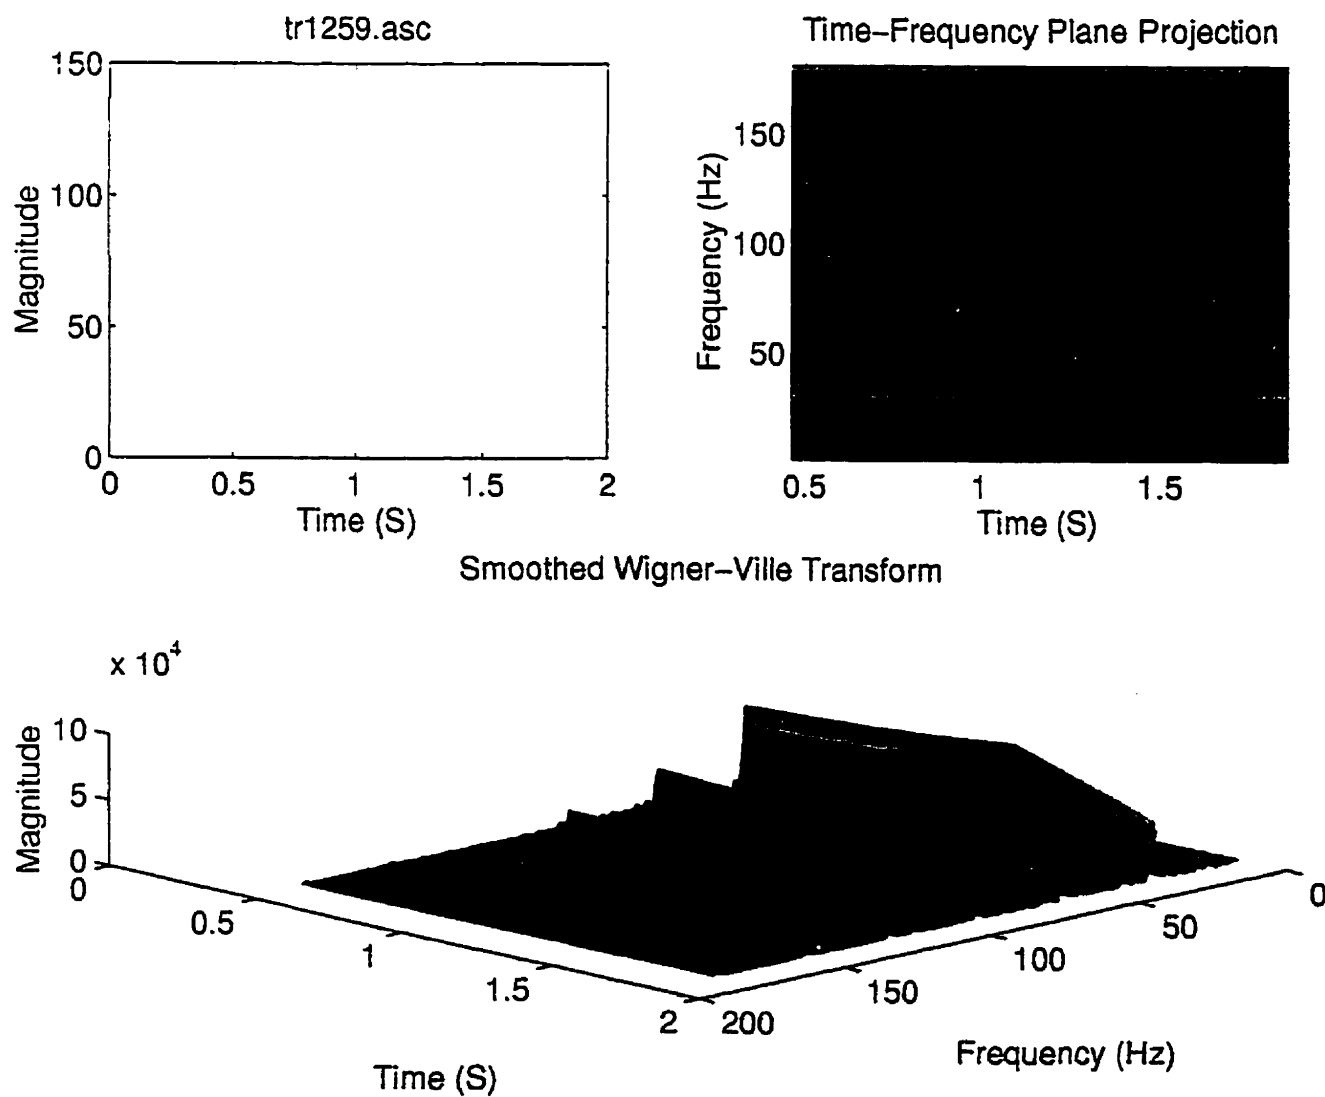 tr1259.asc
150
100
50
0
Magnitude
0 0.5 1 1.5 2
Time (S)
Time–Frequency Plane Projection
150
100
50
Frequency (Hz)
0.5 1 1.5
Time (S)
Smoothed Wigner–Ville Transform
x 10^4
10
5
0
Magnitude
0
0.5
1
1.5
2
Time (S)
200
150
100
50
0
Frequency (Hz)